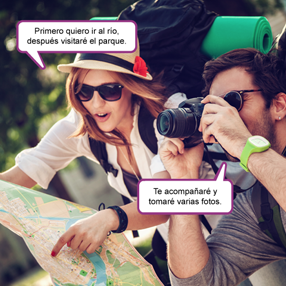 Primero quiero ir al río,
después visitaré el parque.
Te acompañaré y
tomaré varias fotos.